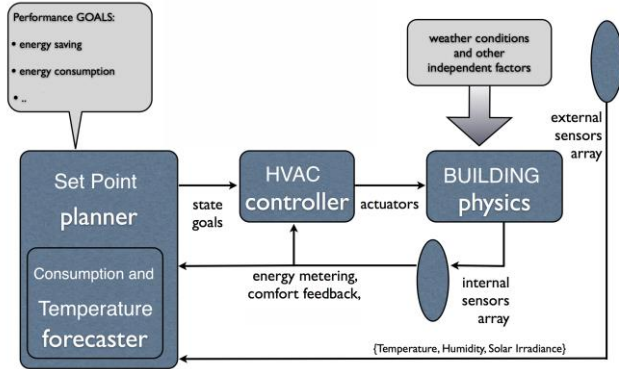 Performance GOALS:
• energy saving
• energy consumption
• ..
weather conditions
and other
independent factors
external
sensors
array
Set Point
planner
state
goals
HVAC
controller
actuators
BUILDING
physics
Consumption and
Temperature
forecaster
energy metering,
comfort feedback,
internal
sensors
array
{Temperature, Humidity, Solar Irradiance}